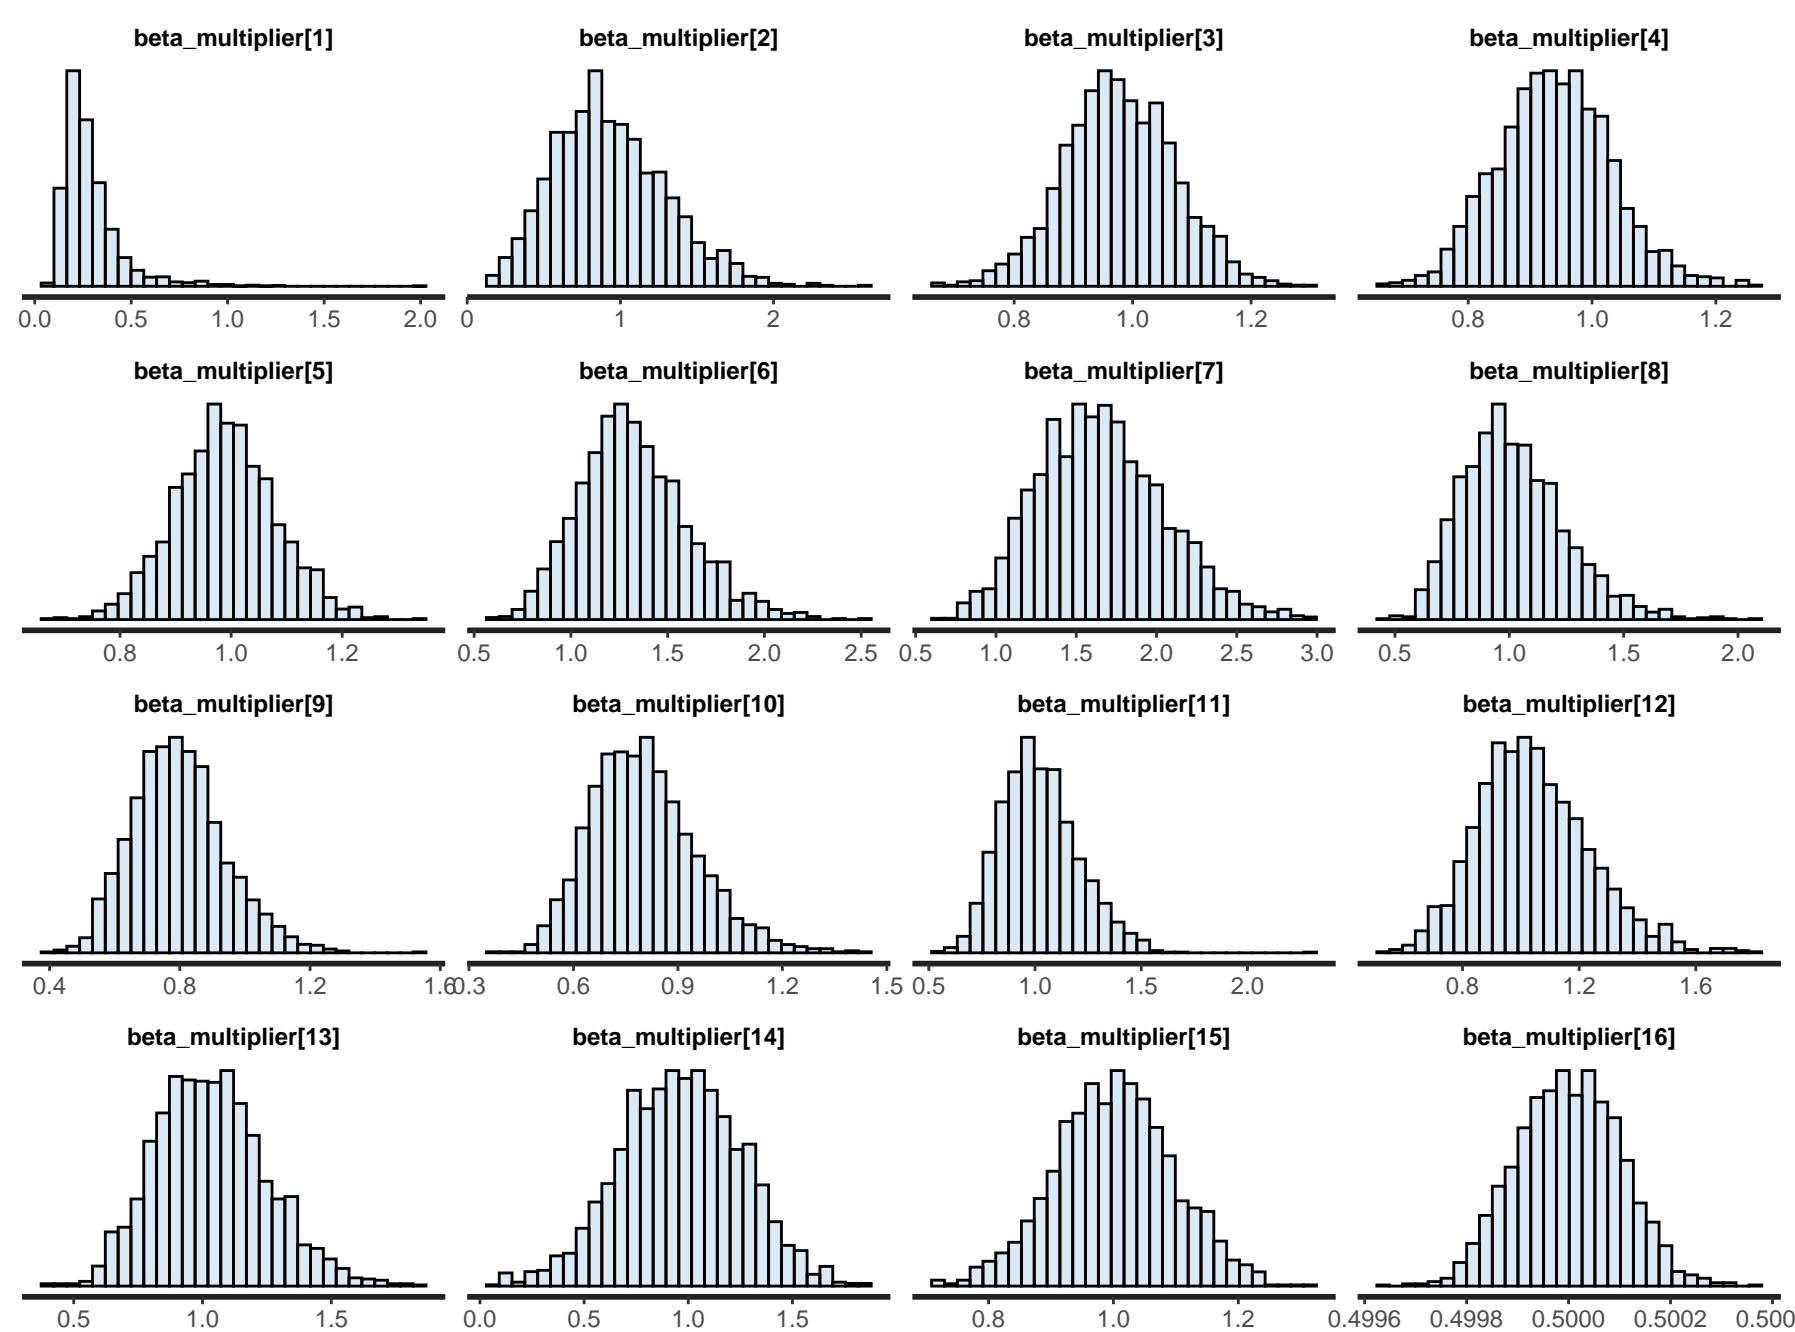 beta_multiplier[1] beta_multiplier[2] beta_multiplier[3] beta_multiplier[4]
0.0 0.5 1.0 1.5 2.0 0 1 2 0.8 1.0 1.2 0.8 1.0 1.2
beta_multiplier[5] beta_multiplier[6] beta_multiplier[7] beta_multiplier[8]
0.8 1.0 1.2 0.5 1.0 1.5 2.0 2.5 0.5 1.0 1.5 2.0 2.5 3.0 0.5 1.0 1.5 2.0
beta_multiplier[9] beta_multiplier[10] beta_multiplier[11] beta_multiplier[12]
0.4 0.8 1.2 1.6 0.3 0.6 0.9 1.2 1.5 0.5 1.0 1.5 2.0 0.8 1.2 1.6
beta_multiplier[13] beta_multiplier[14] beta_multiplier[15] beta_multiplier[16]
0.5 1.0 1.5 0.0 0.5 1.0 1.5 0.8 1.0 1.2 0.4996 0.4998 0.5000 0.5002 0.500